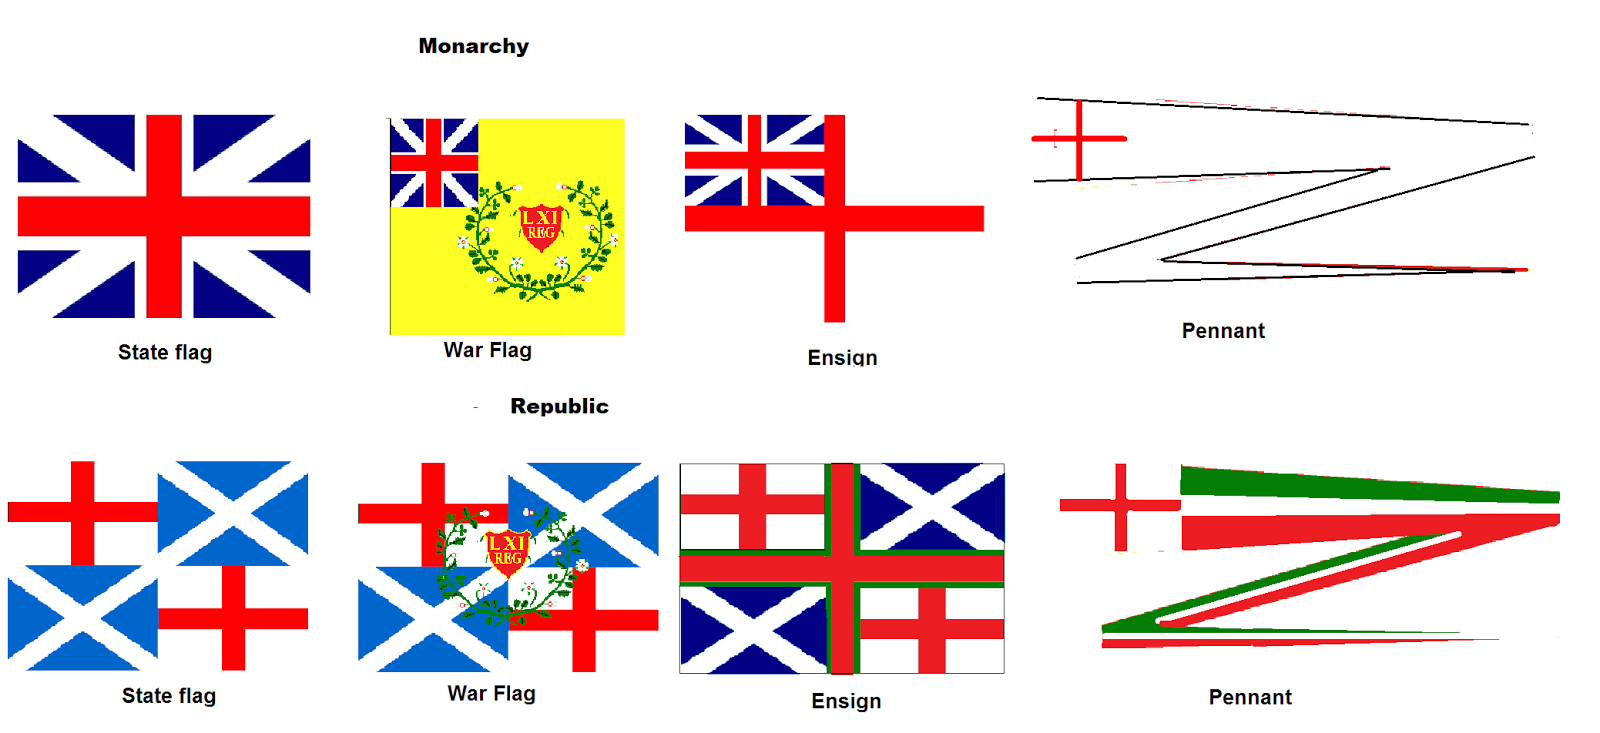 Monarchy
LXI
REG
State flag
War Flag
Ensign
Pennant
Republic
LXI
REG
State flag
War Flag
Ensign
Pennant